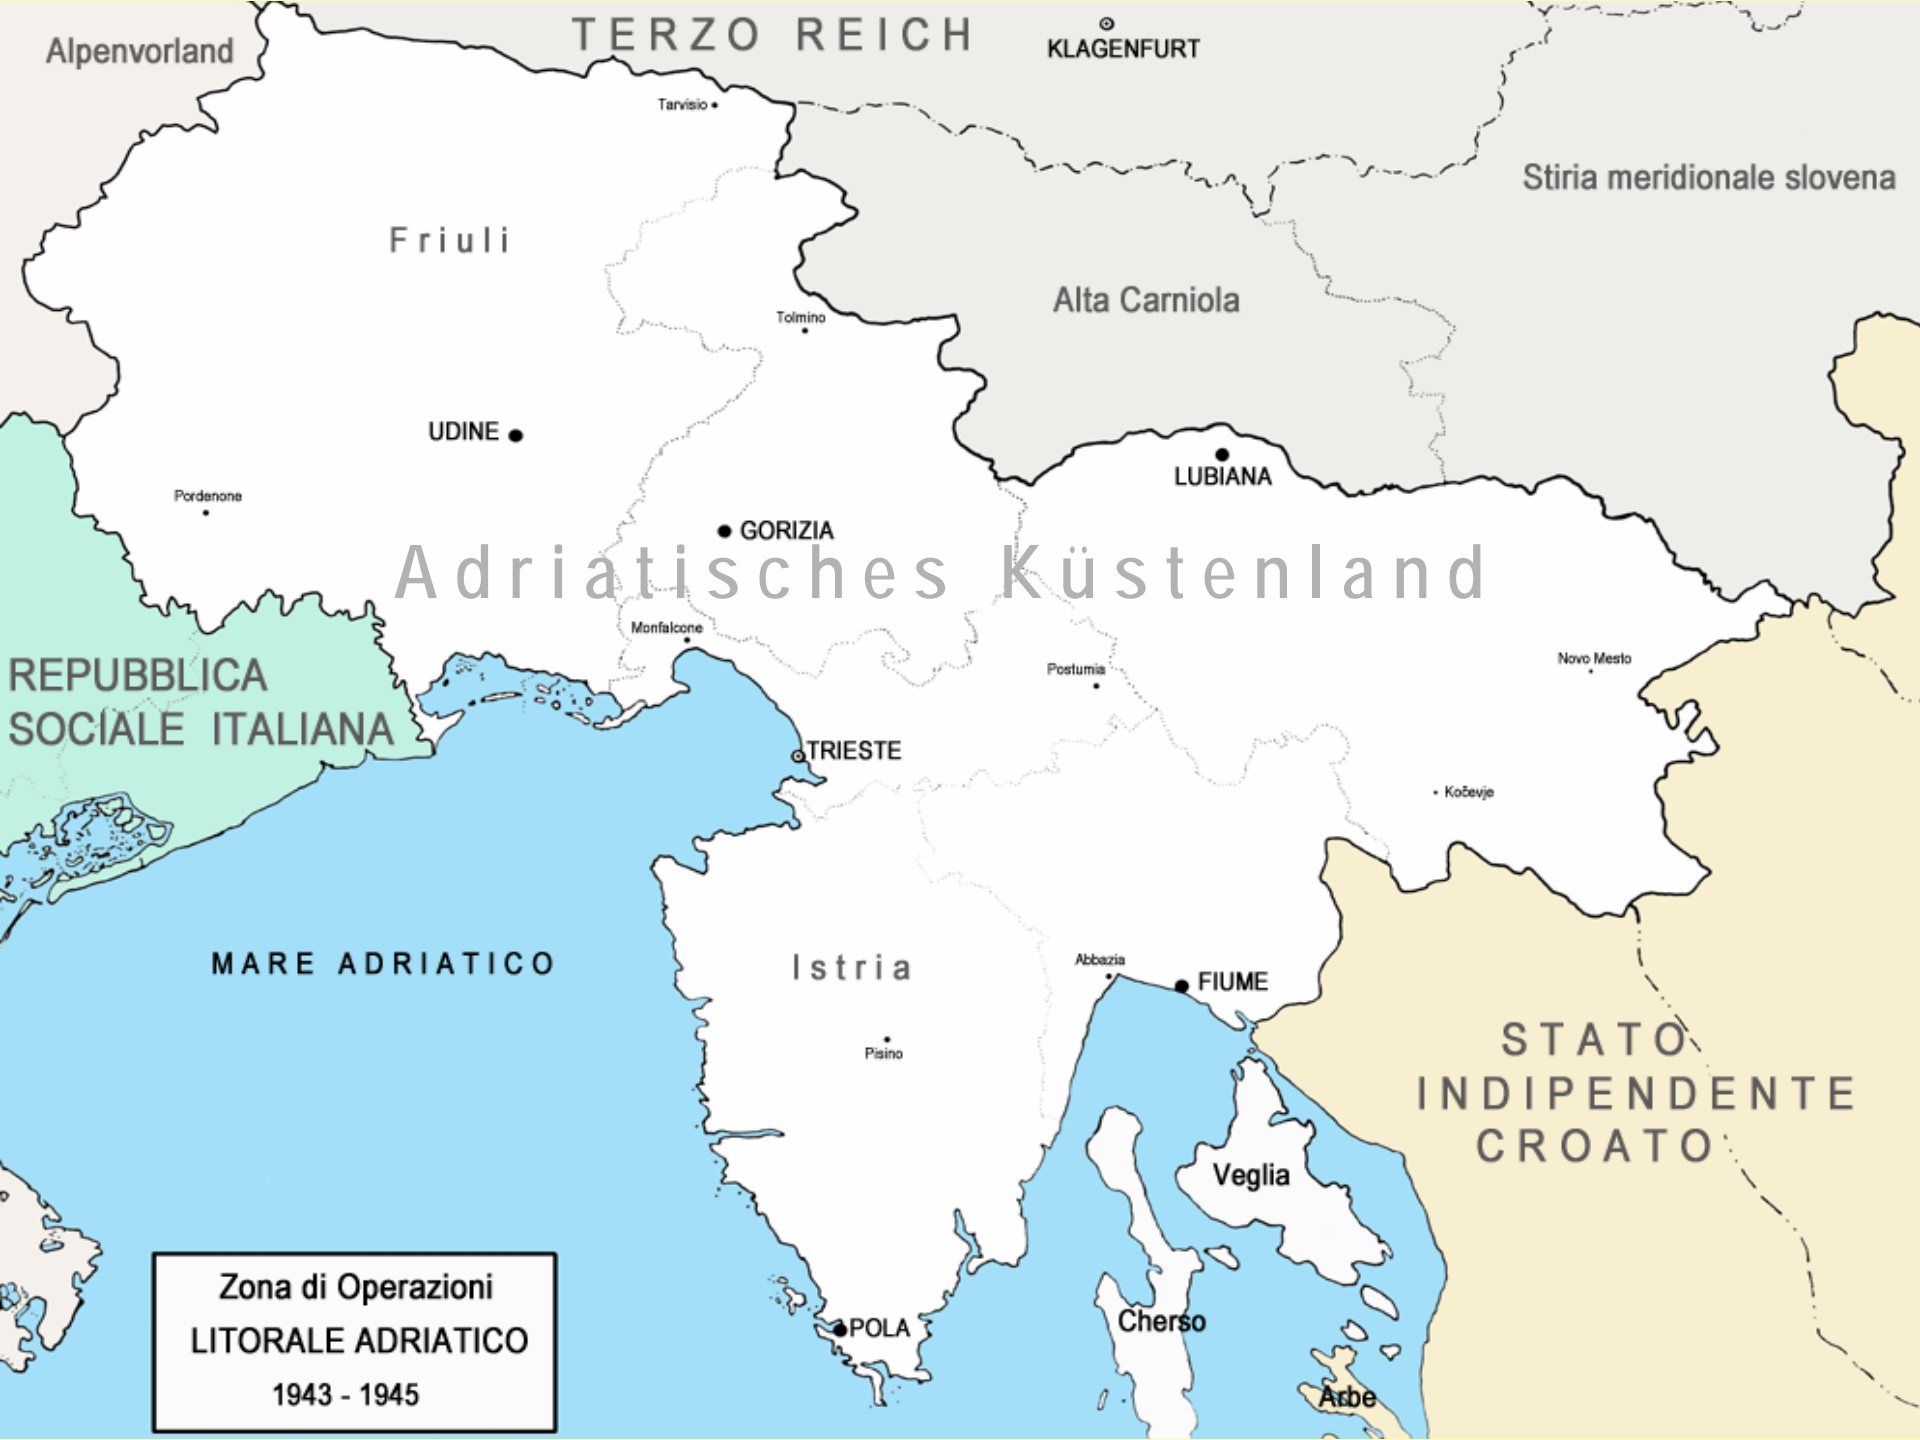 TERZO REICH
KLAGENFURT
Alpenvorland
Tarvisio
Stiria meridionale slovena
Friuli
Alta Carniola
Tolmino
UDINE
LUBIANA
Pordenone
GORIZIA
Adriatisches Küstenland
Monfalcone
Postumia
Novo Mesto
REPUBBLICA
SOCIALE ITALIANA
TRIESTE
Kočevje
MARE ADRIATICO
Istria
Abbazia
FIUME
Pisino
STATO
INDIPENDENTE
CROATO
Veglia
Cherso
POLA
Arbe
Zona di Operazioni
LITORALE ADRIATICO
1943 - 1945